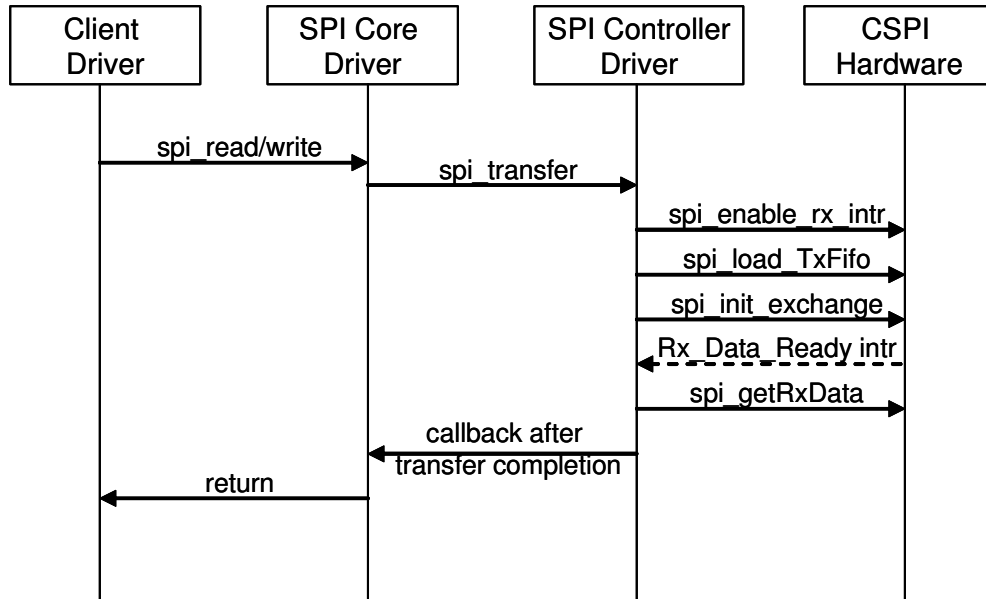 Client
Driver
SPI Core
Driver
SPI Controller
Driver
CSPI
Hardware
spi_read/write
spi_transfer
spi_enable_rx_intr
spi_load_TxFifo
spi_init_exchange
Rx_Data_Ready intr
spi_getRxData
callback after
transfer completion
return